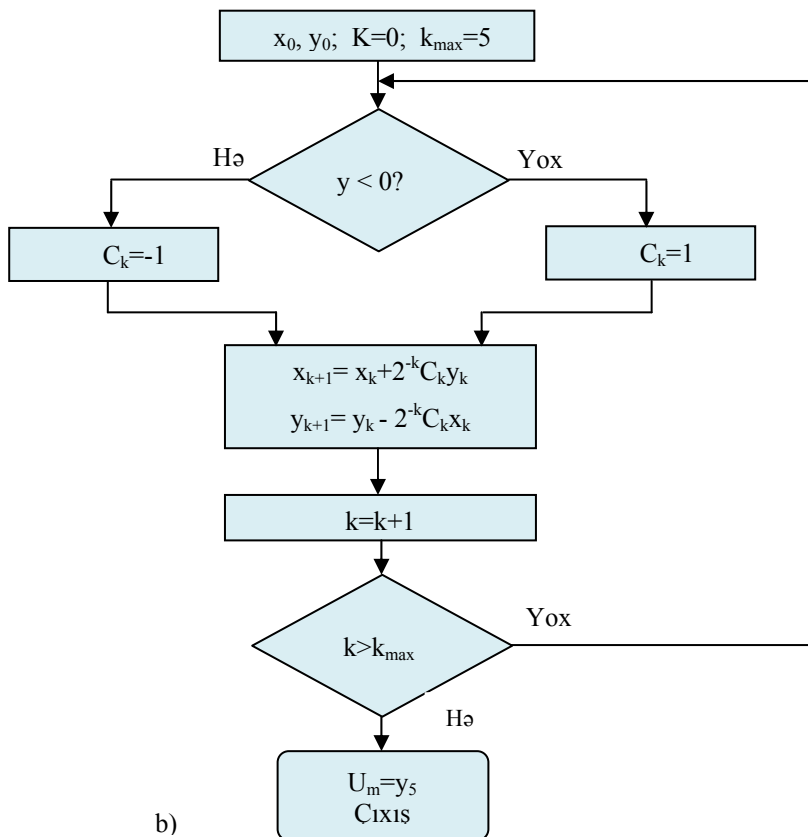 x₀, y₀; K=0; kₘₐₓ=5
Hə
Yox
y < 0?
Cₖ=-1
Cₖ=1
xₖ₊₁= xₖ+2⁻ᵏCₖyₖ
yₖ₊₁= yₖ - 2⁻ᵏCₖxₖ
k=k+1
Yox
k>kₘₐₓ
Hə
Uₘ=y₅
Çıxış
b)